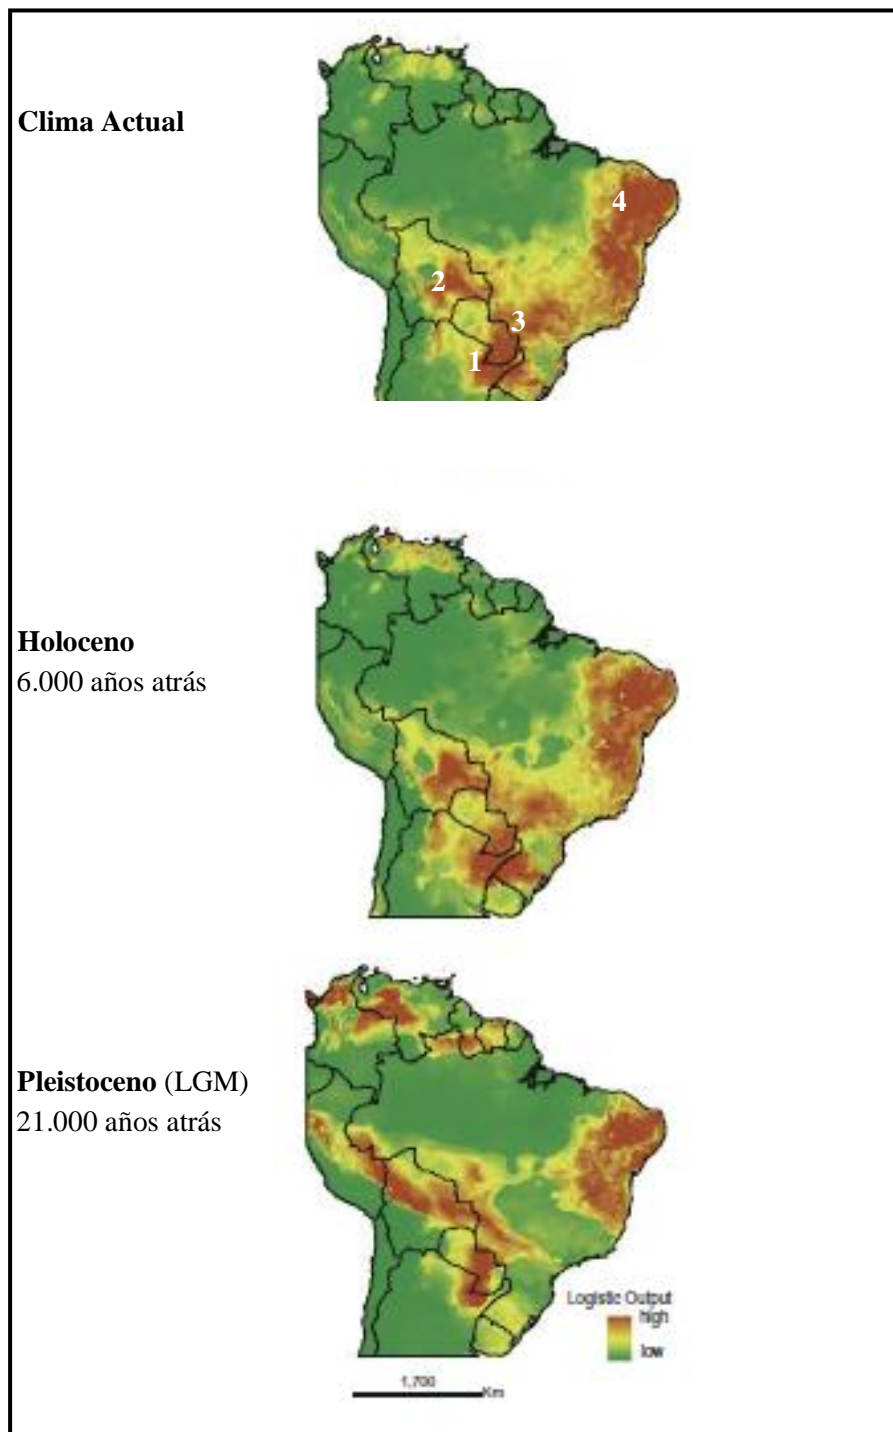 Clima Actual
4
2
3
1
Holoceno
6.000 años atrás
Pleistoceno (LGM)
21.000 años atrás
Logistic Output
high
low
1,700
Km